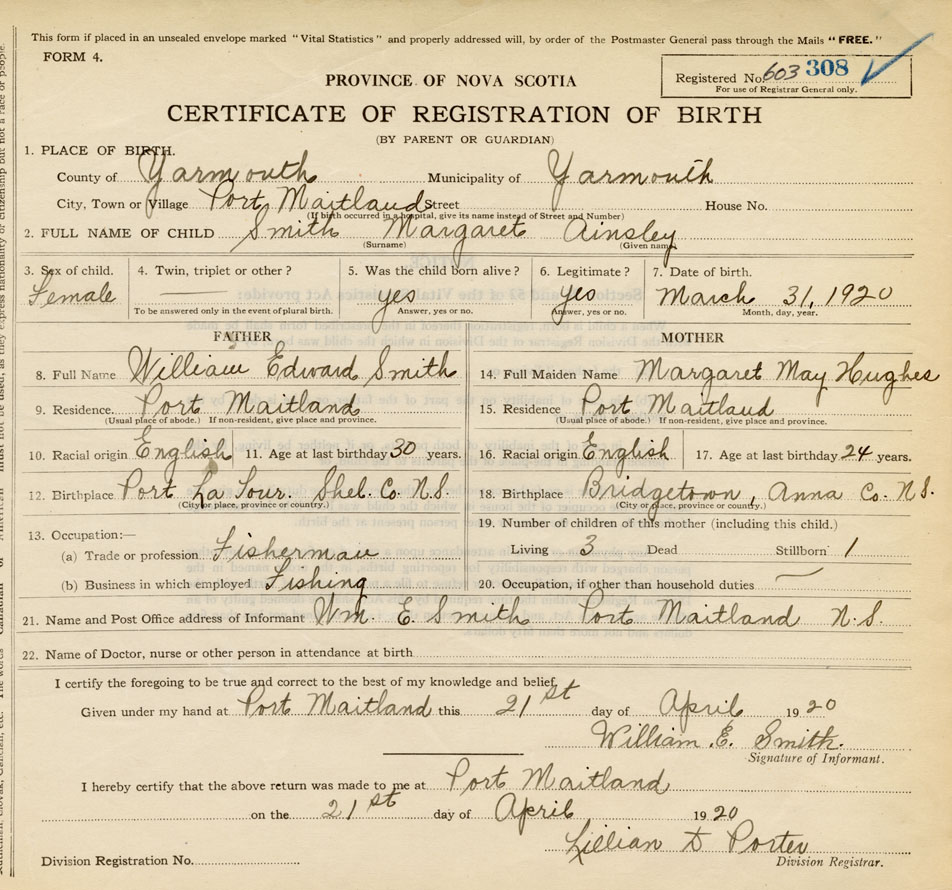 This form if placed in an unsealed envelope marked "Vital Statistics" and properly addressed will, by order of the Postmaster General pass through the Mails "FREE."
FORM 4.
Registered No. 603 308
For use of Registrar General only.
PROVINCE OF NOVA SCOTIA
CERTIFICATE OF REGISTRATION OF BIRTH
(BY PARENT OR GUARDIAN)
1. PLACE OF BIRTH.
County of Yarmouth Municipality of Yarmouth
City, Town or Village Port Maitland Street House No.
(If birth occurred in a hospital, give its name instead of Street and Number)
2. FULL NAME OF CHILD Smith Margaret Ainsley
(Surname) (Given name)
3. Sex of child. 4. Twin, triplet or other? 5. Was the child born alive? 6. Legitimate? 7. Date of birth.
Female yes yes March 31, 1920
To be answered only in the event of plural birth. Answer, yes or no. Answer, yes or no. Month, day, year.
FATHER MOTHER
8. Full Name William Edward Smith 14. Full Maiden Name Margaret May Hughes
9. Residence. Port Maitland 15. Residence Port Maitland
(Usual place of abode.) If non-resident, give place and province. (Usual place of abode.) If non-resident, give place and province.
10. Racial origin English 11. Age at last birthday 30 years. 16. Racial origin English 17. Age at last birthday 24 years.
12. Birthplace Port La Tour. Shel. Co. N.S. 18. Birthplace Bridgetown, Anna Co. N.S.
(City or place, province or country.) (City or place, province or country.)
13. Occupation:— 19. Number of children of this mother (including this child.)
(a) Trade or profession Fisherman Living 3 Dead Stillborn 1
(b) Business in which employed Fishing 20. Occupation, if other than household duties
21. Name and Post Office address of Informant Wm. E. Smith Port Maitland N.S.
22. Name of Doctor, nurse or other person in attendance at birth
I certify the foregoing to be true and correct to the best of my knowledge and belief.
Given under my hand at Port Maitland this 21st day of April 1920
William E. Smith.
Signature of Informant.
I hereby certify that the above return was made to me at Port Maitland
on the 21st day of April 1920
Lillian D Porter
Division Registration No. Division Registrar.